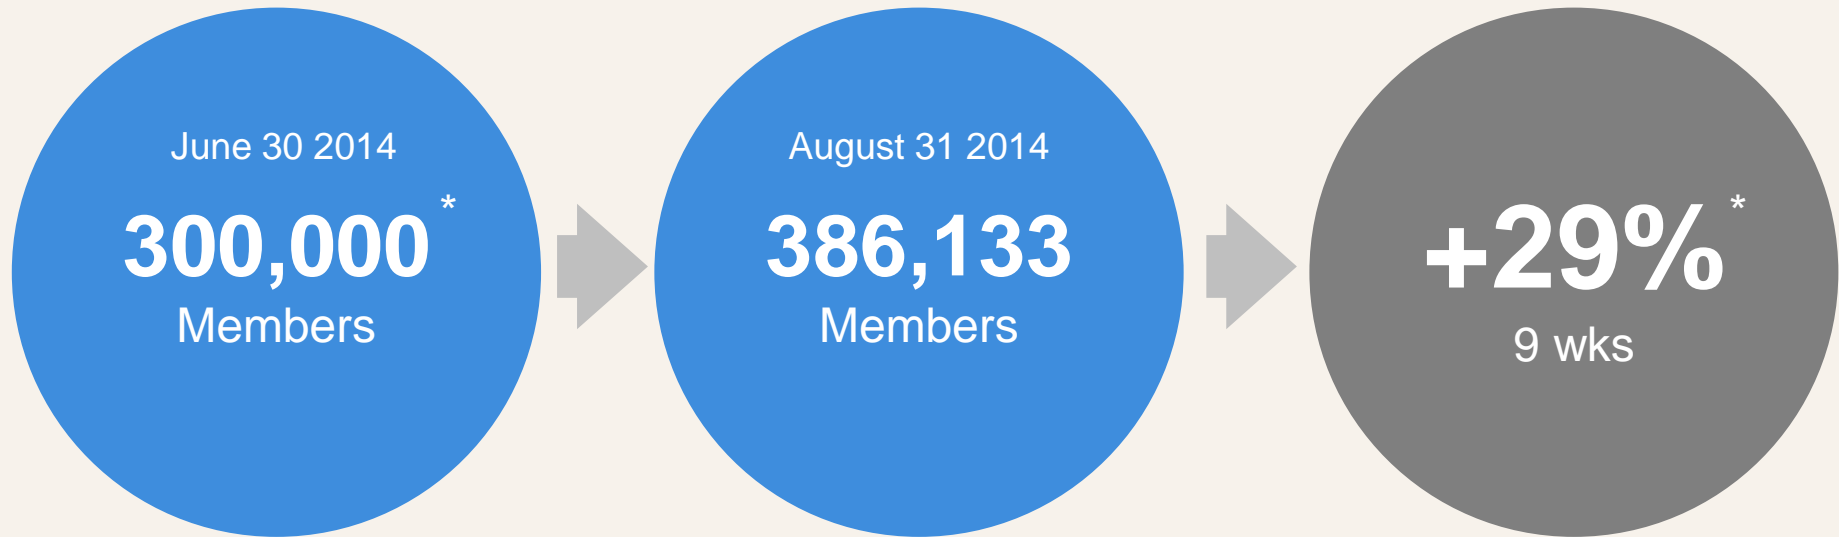 June 30 2014
300,000*
Members
August 31 2014
386,133
Members
+29%*
9 wks